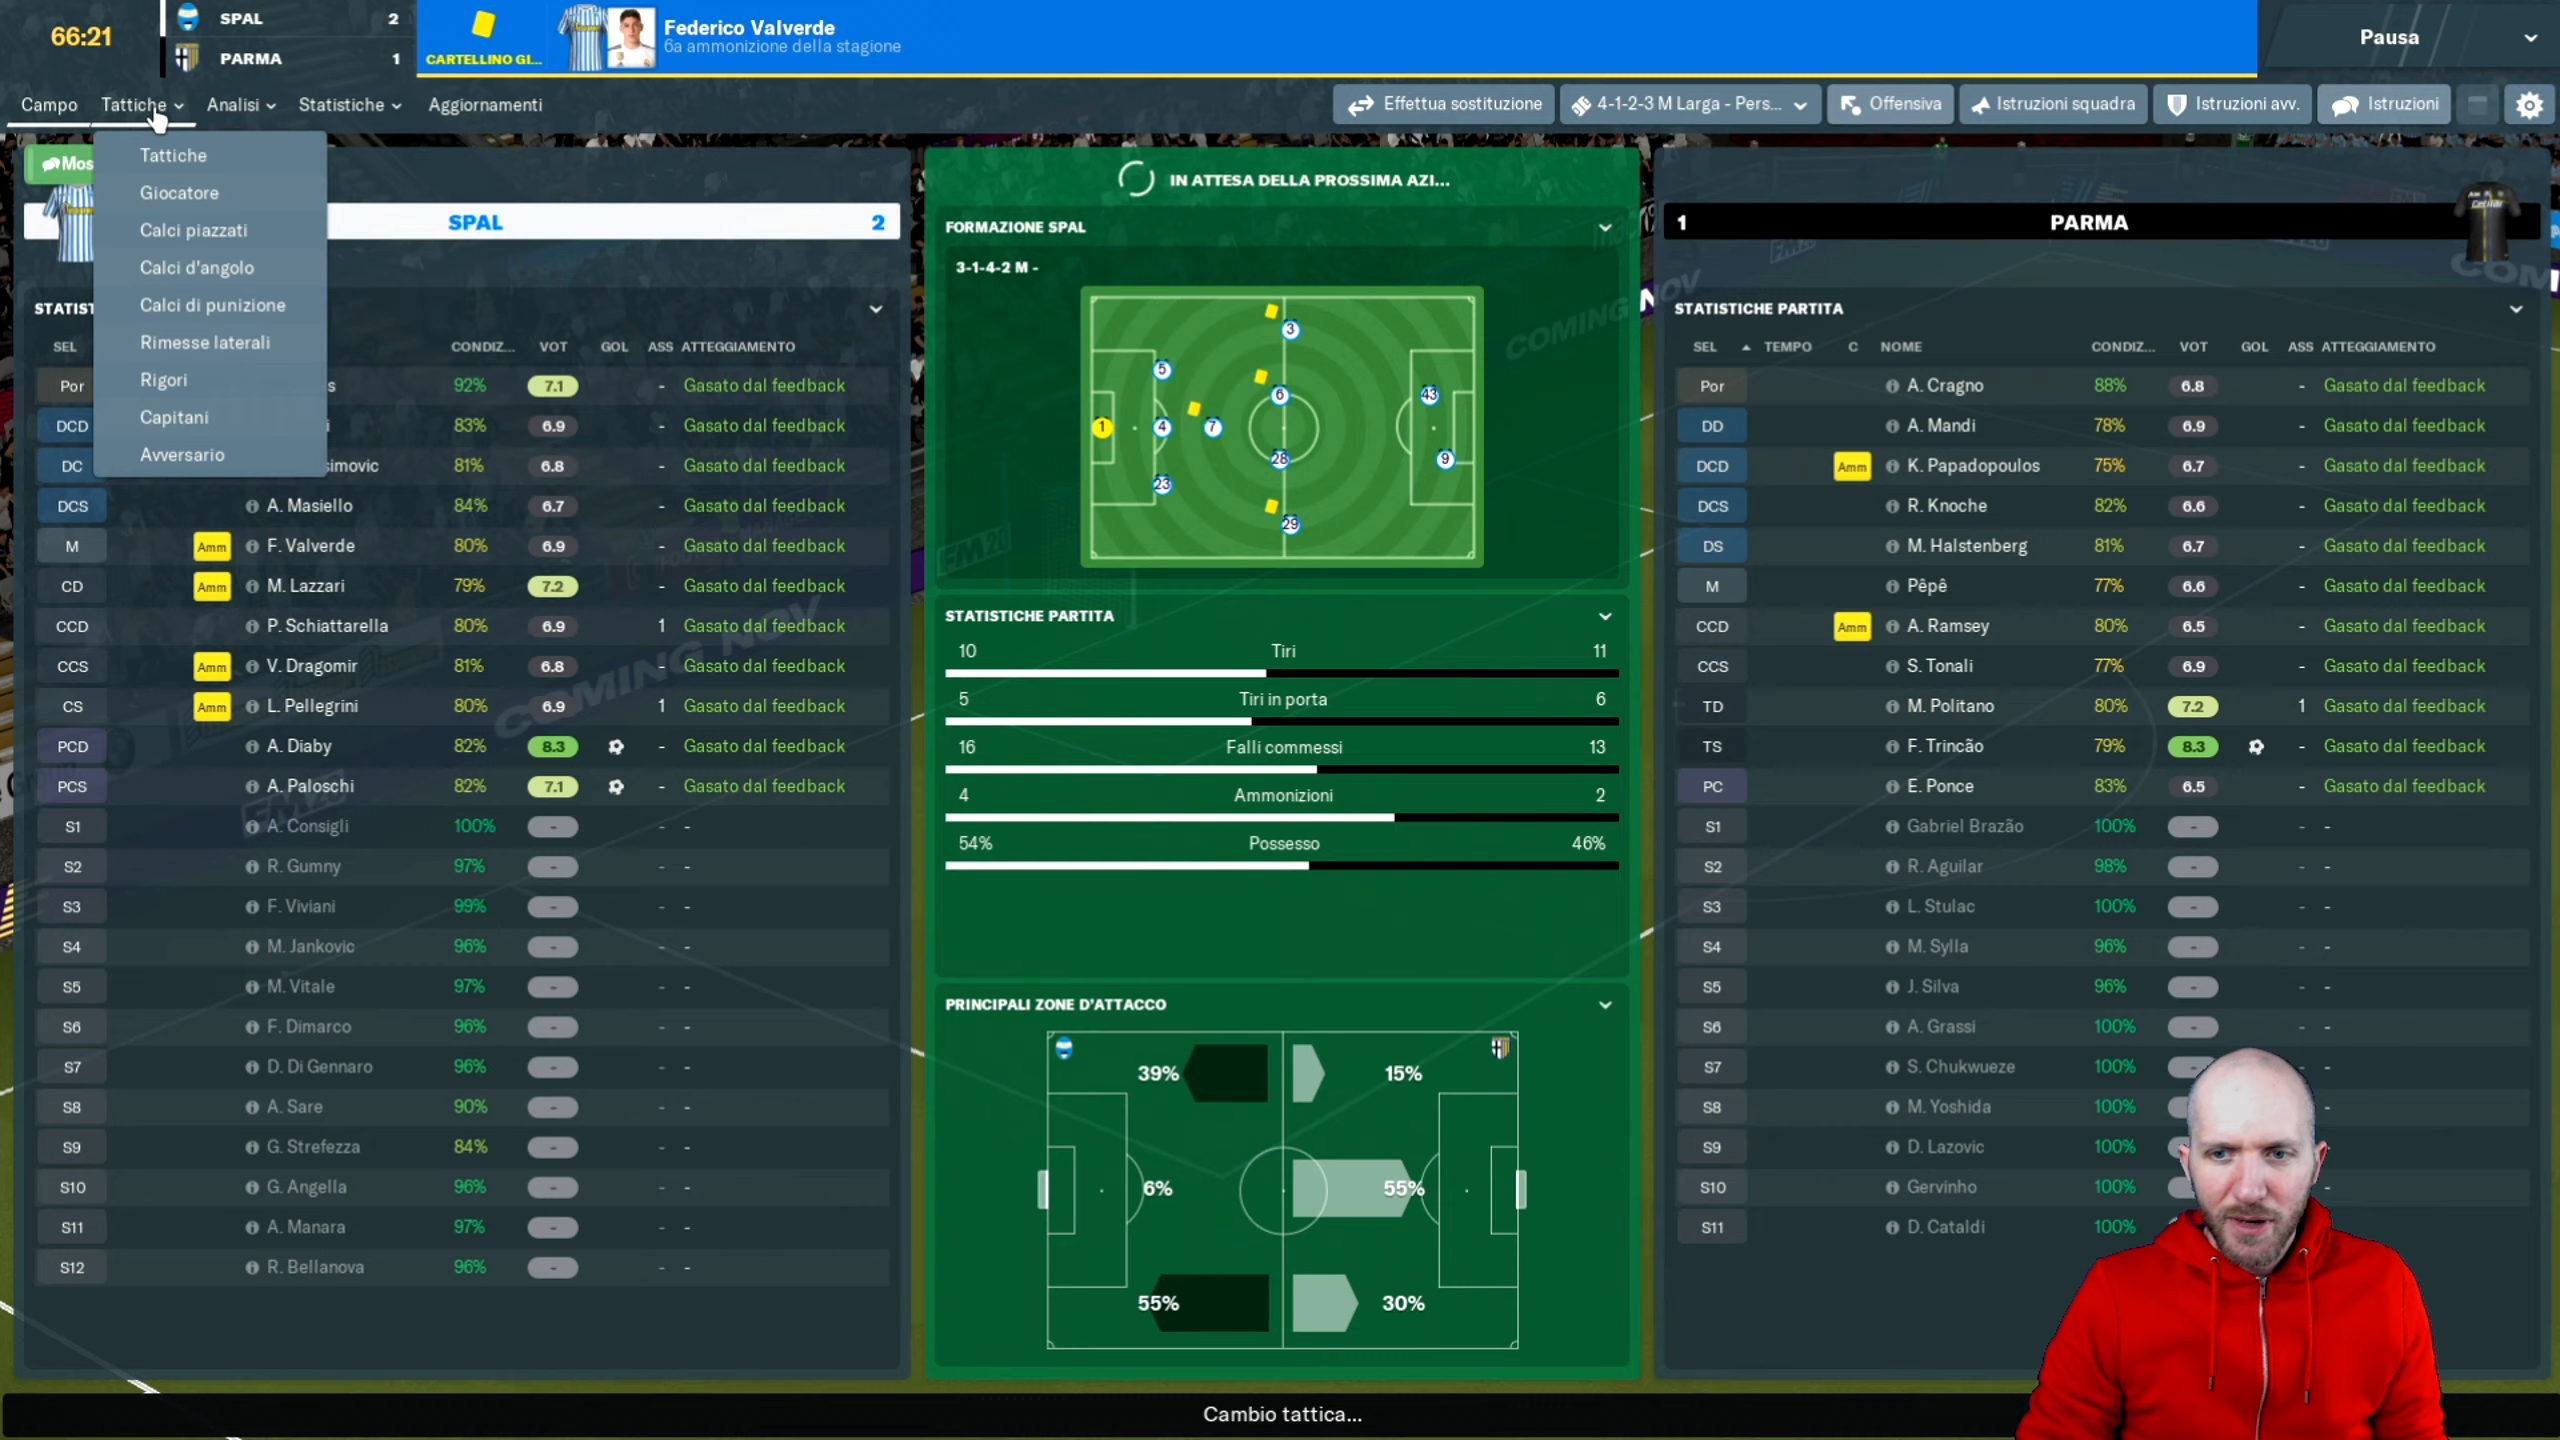 66:21
SPAL 2
PARMA 1
CARTELLINO GI...
Federico Valverde
6a ammonizione della stagione
Pausa
Campo Tattiche Analisi Statistiche Aggiornamenti
Effettua sostituzione 4-1-2-3 M Larga - Pers... Offensiva Istruzioni squadra Istruzioni avv. Istruzioni
Mos
Tattiche
Giocatore
Calci piazzati
Calci d'angolo
Calci di punizione
Rimesse laterali
Rigori
Capitani
Avversario
SPAL 2
STATIST
SEL CONDIZ... VOT GOL ASS ATTEGGIAMENTO
Por s 92% 7.1 - Gasato dal feedback
DCD i 83% 6.9 - Gasato dal feedback
DC simovic 81% 6.8 - Gasato dal feedback
DCS A. Masiello 84% 6.7 - Gasato dal feedback
M Amm F. Valverde 80% 6.9 - Gasato dal feedback
CD Amm M. Lazzari 79% 7.2 - Gasato dal feedback
CCD P. Schiattarella 80% 6.9 1 Gasato dal feedback
CCS Amm V. Dragomir 81% 6.8 - Gasato dal feedback
CS Amm L. Pellegrini 80% 6.9 1 Gasato dal feedback
PCD A. Diaby 82% 8.3 - Gasato dal feedback
PCS A. Paloschi 82% 7.1 - Gasato dal feedback
S1 A. Consigli 100% - - -
S2 R. Gumny 97% - - -
S3 F. Viviani 99% - - -
S4 M. Jankovic 96% - - -
S5 M. Vitale 97% - - -
S6 F. Dimarco 96% - - -
S7 D. Di Gennaro 96% - - -
S8 A. Sare 90% - - -
S9 G. Strefezza 84% - - -
S10 G. Angella 96% - - -
S11 A. Manara 97% - - -
S12 R. Bellanova 96% - - -
IN ATTESA DELLA PROSSIMA AZI...
FORMAZIONE SPAL
3-1-4-2 M -
3
5
6
43
1
4
7
28
9
23
29
STATISTICHE PARTITA
10 Tiri 11
5 Tiri in porta 6
16 Falli commessi 13
4 Ammonizioni 2
54% Possesso 46%
PRINCIPALI ZONE D'ATTACCO
39% 15%
6% 55%
55% 30%
1 PARMA
STATISTICHE PARTITA
SEL TEMPO C NOME CONDIZ... VOT GOL ASS ATTEGGIAMENTO
Por A. Cragno 88% 6.8 - Gasato dal feedback
DD A. Mandi 78% 6.9 - Gasato dal feedback
DCD Amm K. Papadopoulos 75% 6.7 - Gasato dal feedback
DCS R. Knoche 82% 6.6 - Gasato dal feedback
DS M. Halstenberg 81% 6.7 - Gasato dal feedback
M Pêpê 77% 6.6 - Gasato dal feedback
CCD Amm A. Ramsey 80% 6.5 - Gasato dal feedback
CCS S. Tonali 77% 6.9 - Gasato dal feedback
TD M. Politano 80% 7.2 1 Gasato dal feedback
TS F. Trincão 79% 8.3 - Gasato dal feedback
PC E. Ponce 83% 6.5 - Gasato dal feedback
S1 Gabriel Brazão 100% - - -
S2 R. Aguilar 98% - - -
S3 L. Stulac 100% - - -
S4 M. Sylla 96% - - -
S5 J. Silva 96% - - -
S6 A. Grassi 100% - - -
S7 S. Chukwueze 100% - -
S8 M. Yoshida 100% -
S9 D. Lazovic 100% -
S10 Gervinho 100% -
S11 D. Cataldi 100%
COMING NOV
FM20
Cambio tattica...